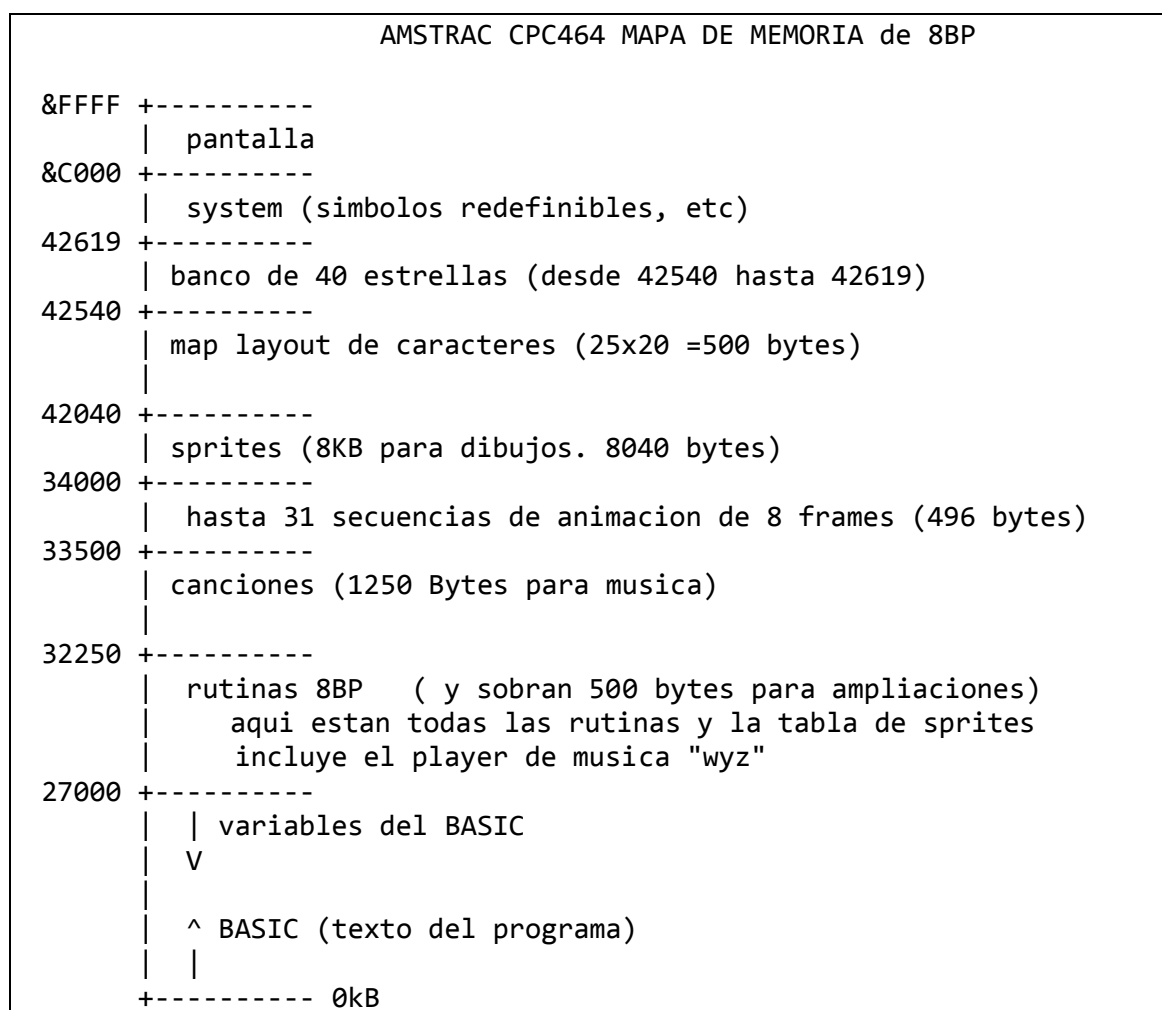 AMSTRAC CPC464 MAPA DE MEMORIA de 8BP
&FFFF +----------
| pantalla
&C000 +----------
| system (simbolos redefinibles, etc)
42619 +----------
| banco de 40 estrellas (desde 42540 hasta 42619)
42540 +----------
| map layout de caracteres (25x20 =500 bytes)
|
42040 +----------
| sprites (8KB para dibujos. 8040 bytes)
34000 +----------
| hasta 31 secuencias de animacion de 8 frames (496 bytes)
33500 +----------
| canciones (1250 Bytes para musica)
|
32250 +----------
| rutinas 8BP ( y sobran 500 bytes para ampliaciones)
| aqui estan todas las rutinas y la tabla de sprites
| incluye el player de musica "wyz"
27000 +----------
| | variables del BASIC
| V
|
| ^ BASIC (texto del programa)
| |
+---------- 0kB